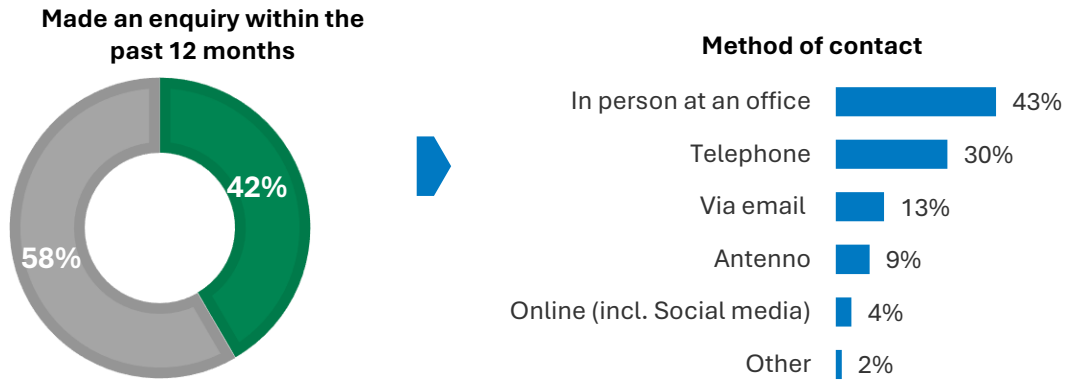 Made an enquiry within the
past 12 months
42%
58%
Method of contact
In person at an office 43%
Telephone 30%
Via email 13%
Antenno 9%
Online (incl. Social media) 4%
Other 2%